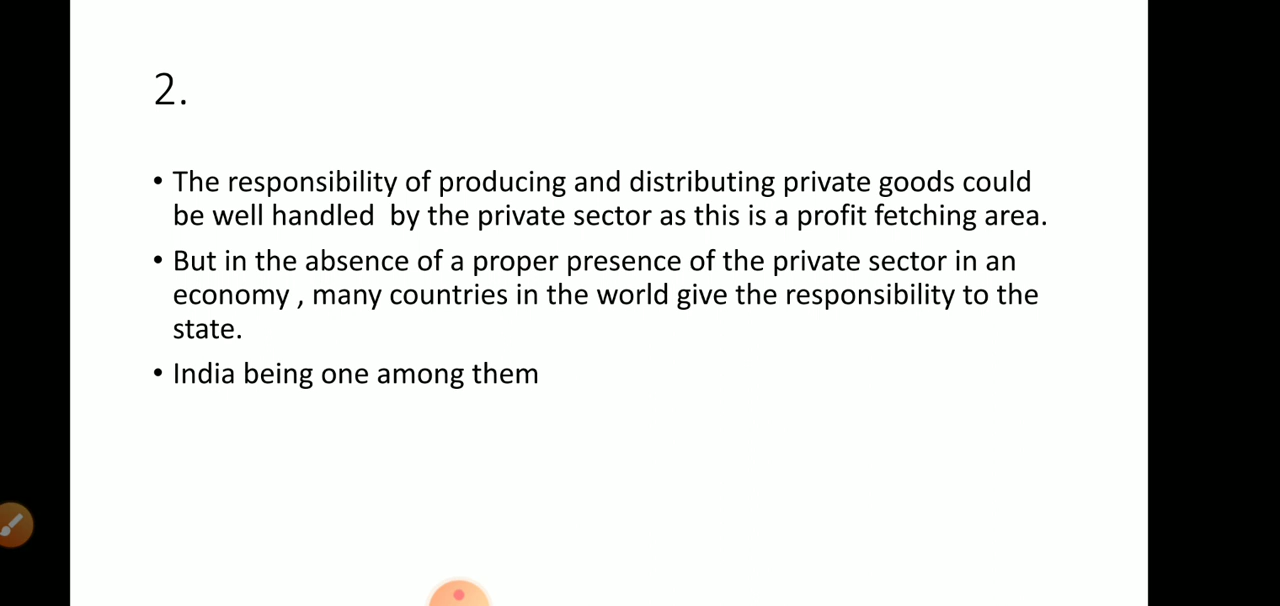 2.
• The responsibility of producing and distributing private goods could
be well handled  by the private sector as this is a profit fetching area.
• But in the absence of a proper presence of the private sector in an
economy , many countries in the world give the responsibility to the
state.
• India being one among them